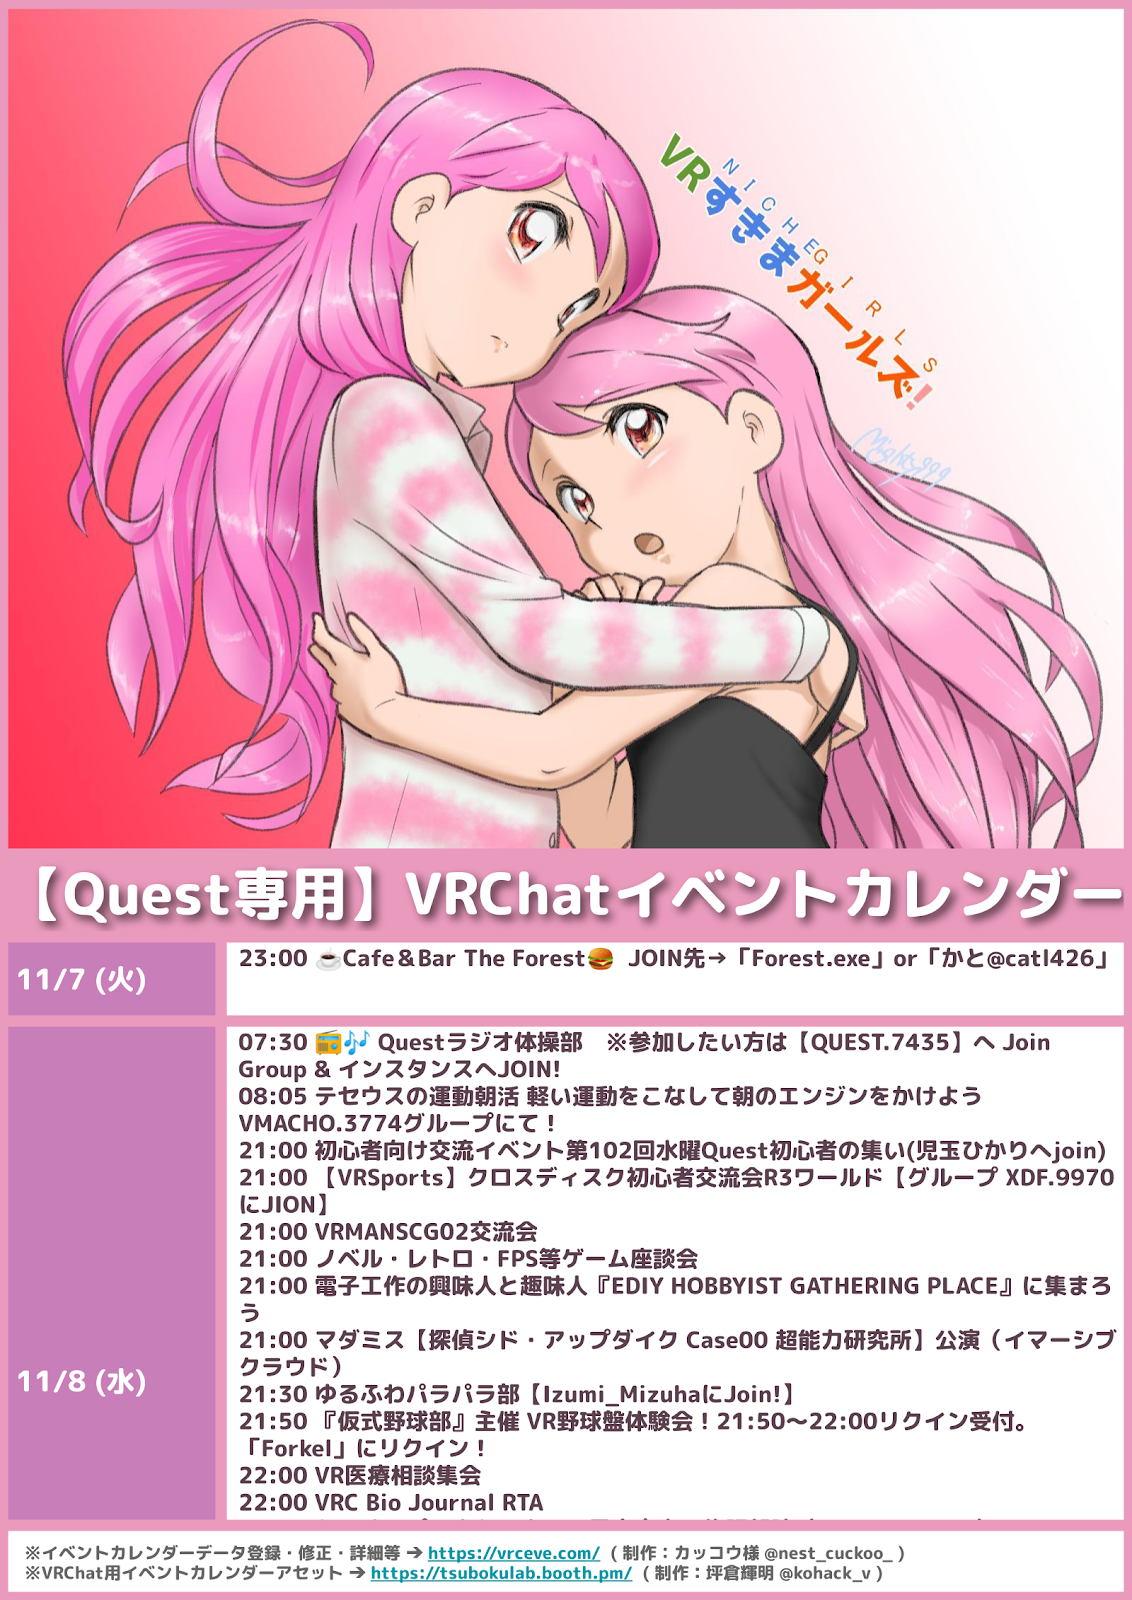 VRすきまガールズ!
NICHEGIRLS
Mighty999
【Quest専用】VRChatイベントカレンダー
11/7 (火)
23:00 ☕Cafe＆Bar The Forest🍔 JOIN先→「Forest.exe」or「かと@catl426」
11/8 (水)
07:30 📻🎶 Questラジオ体操部　※参加したい方は【QUEST.7435】へ Join
Group & インスタンスへJOIN!
08:05 テセウスの運動朝活 軽い運動をこなして朝のエンジンをかけよう
VMACHO.3774グループにて！
21:00 初心者向け交流イベント第102回水曜Quest初心者の集い(児玉ひかりへjoin)
21:00 【VRSports】クロスディスク初心者交流会R3ワールド【グループ XDF.9970
にJION】
21:00 VRMANSCG02交流会
21:00 ノベル・レトロ・FPS等ゲーム座談会
21:00 電子工作の興味人と趣味人『EDIY HOBBYIST GATHERING PLACE』に集まろ
う
21:00 マダミス【探偵シド・アップダイク Case00 超能力研究所】公演（イマーシブ
クラウド）
21:30 ゆるふわパラパラ部【Izumi_MizuhaにJoin!】
21:50 『仮式野球部』主催 VR野球盤体験会！21:50～22:00リクイン受付。
「Forkel」にリクイン！
22:00 VR医療相談集会
22:00 VRC Bio Journal RTA
※イベントカレンダーデータ登録・修正・詳細等 ➔ https://vrceve.com/ ( 制作：カッコウ様 @nest_cuckoo_ )
※VRChat用イベントカレンダーアセット ➔ https://tsubokulab.booth.pm/ ( 制作：坪倉輝明 @kohack_v )